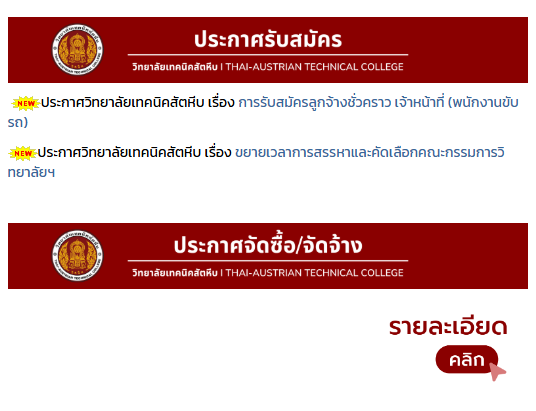 ประกาศรับสมัคร
วิทยาลัยเทคนิคสัตหีบ | THAI-AUSTRIAN TECHNICAL COLLEGE
NEW ประกาศวิทยาลัยเทคนิคสัตหีบ เรื่อง การรับสมัครลูกจ้างชั่วคราว เจ้าหน้าที่ (พนักงานขับ
รถ)
NEW ประกาศวิทยาลัยเทคนิคสัตหีบ เรื่อง ขยายเวลาการสรรหาและคัดเลือกคณะกรรมการวิ
ทยาลัยฯ
ประกาศจัดซื้อ/จัดจ้าง
วิทยาลัยเทคนิคสัตหีบ | THAI-AUSTRIAN TECHNICAL COLLEGE
รายละเอียด
คลิก